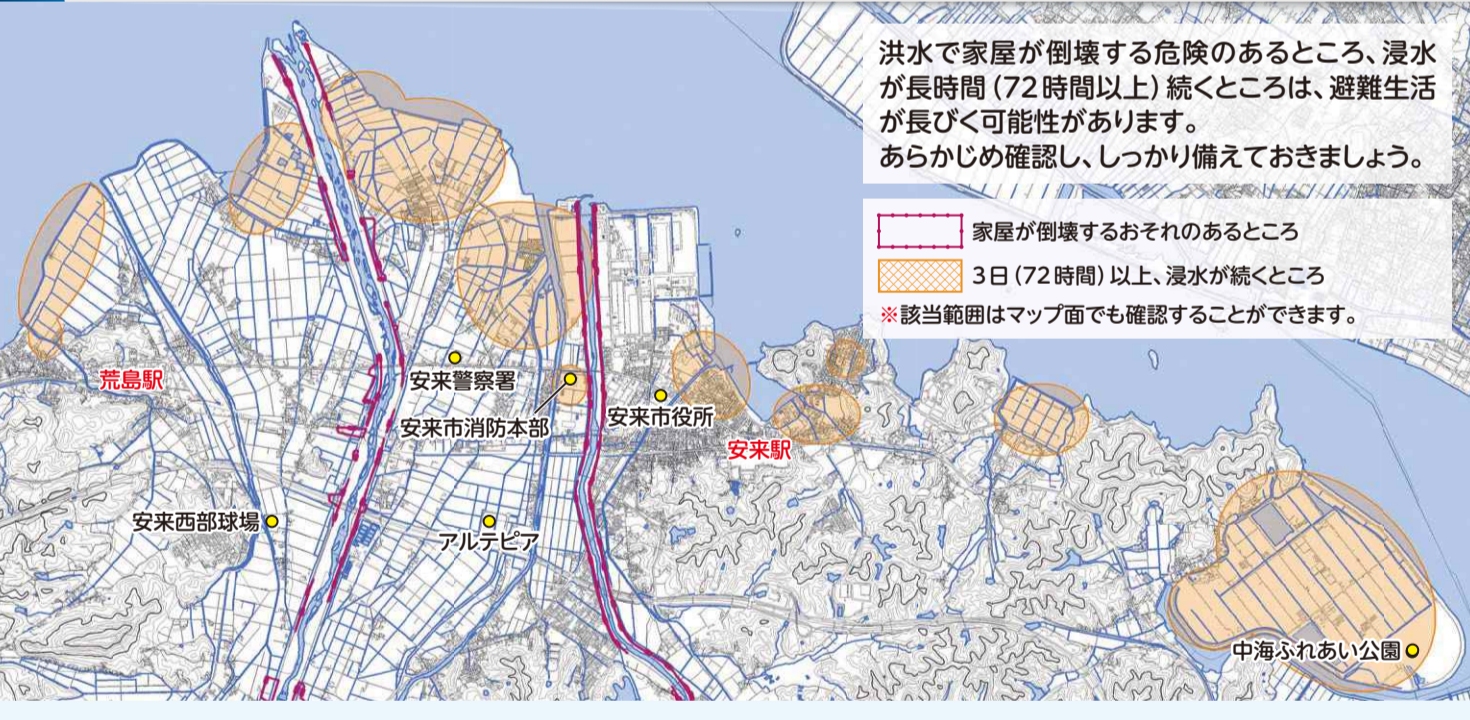 洪水で家屋が倒壊する危険のあるところ、浸水
が長時間（72時間以上）続くところは、避難生活
が長びく可能性があります。
あらかじめ確認し、しっかり備えておきましょう。
家屋が倒壊するおそれのあるところ
3日（72時間）以上、浸水が続くところ
※該当範囲はマップ面でも確認することができます。
荒島駅
安来警察署
安来市消防本部
安来市役所
安来駅
安来西部球場
アルテピア
中海ふれあい公園